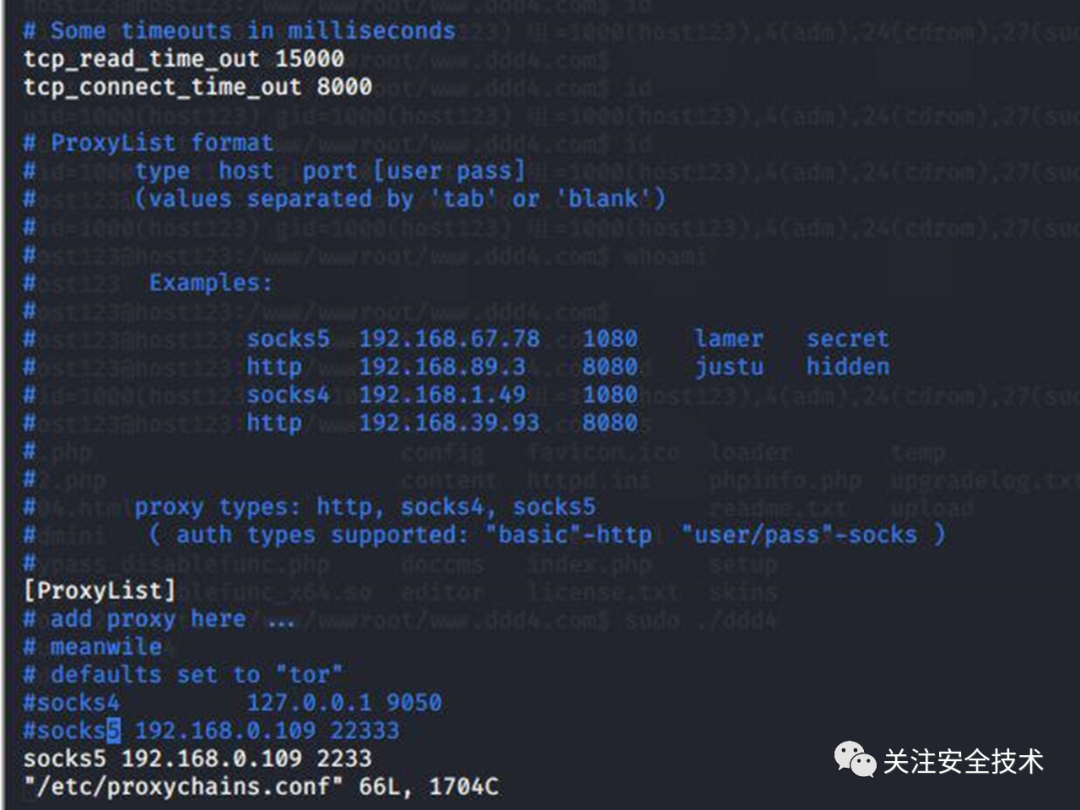 # Some timeouts in milliseconds
tcp_read_time_out 15000
tcp_connect_time_out 8000
# ProxyList format
#       type  host  port [user pass]
#       (values separated by 'tab' or 'blank')
#
#
#        Examples:
#
#               socks5  192.168.67.78   1080    lamer   secret
#               http    192.168.89.3    8080    justu   hidden
#               socks4  192.168.1.49    1080
#               http    192.168.39.93   8080
#
#
#       proxy types: http, socks4, socks5
#        ( auth types supported: "basic"-http  "user/pass"-socks )
#
[ProxyList]
# add proxy here ...
# meanwile
# defaults set to "tor"
#socks4         127.0.0.1 9050
#socks5 192.168.0.109 22333
socks5 192.168.0.109 2233
"/etc/proxychains.conf" 66L, 1704C
关注安全技术